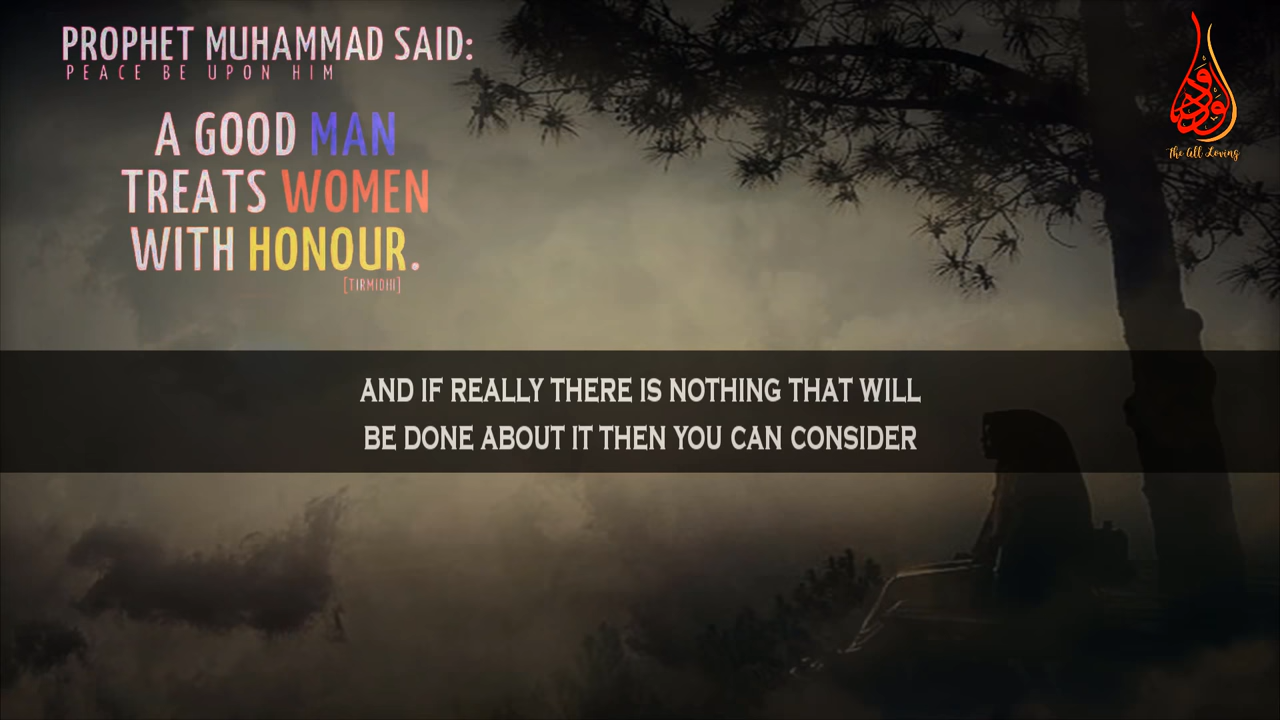 PROPHET MUHAMMAD SAID:
PEACE BE UPON HIM
A GOOD MAN
TREATS WOMEN
WITH HONOUR.
[TIRMIDHI]
الودود
The All Loving
AND IF REALLY THERE IS NOTHING THAT WILL
BE DONE ABOUT IT THEN YOU CAN CONSIDER